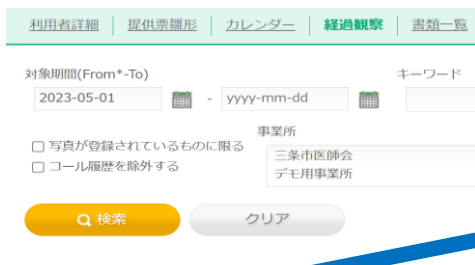 利用者詳細 提供票雛形 カレンダー 経過観察 書類一覧
対象期間(From*-To) キーワード
2023-05-01 - yyyy-mm-dd
事業所
写真が登録されているものに限る
三条市医師会
コール履歴を除外する
デモ用事業所
検索 クリア